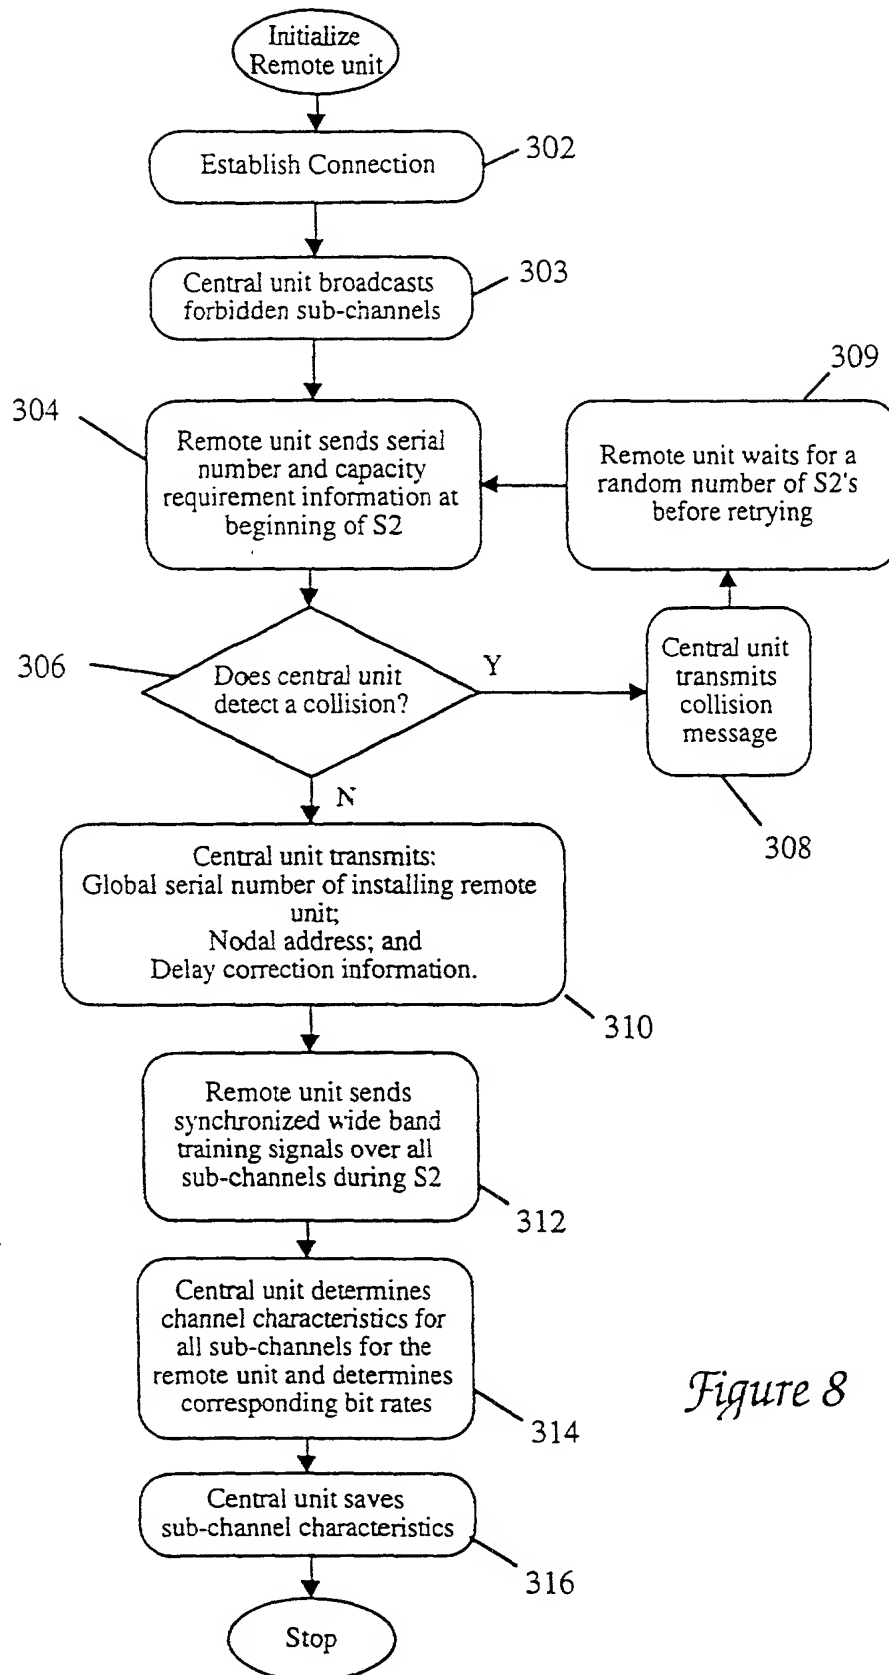 Initialize
Remote unit
Establish Connection
302
Central unit broadcasts
forbidden sub-channels
303
304
Remote unit sends serial
number and capacity
requirement information at
beginning of S2
309
Remote unit waits for a
random number of S2's
before retrying
306
Does central unit
detect a collision?
Y
Central unit
transmits
collision
message
308
N
Central unit transmits:
Global serial number of installing remote
unit;
Nodal address; and
Delay correction information.
310
Remote unit sends
synchronized wide band
training signals over all
sub-channels during S2
312
Central unit determines
channel characteristics for
all sub-channels for the
remote unit and determines
corresponding bit rates
314
Figure 8
Central unit saves
sub-channel characteristics
316
Stop